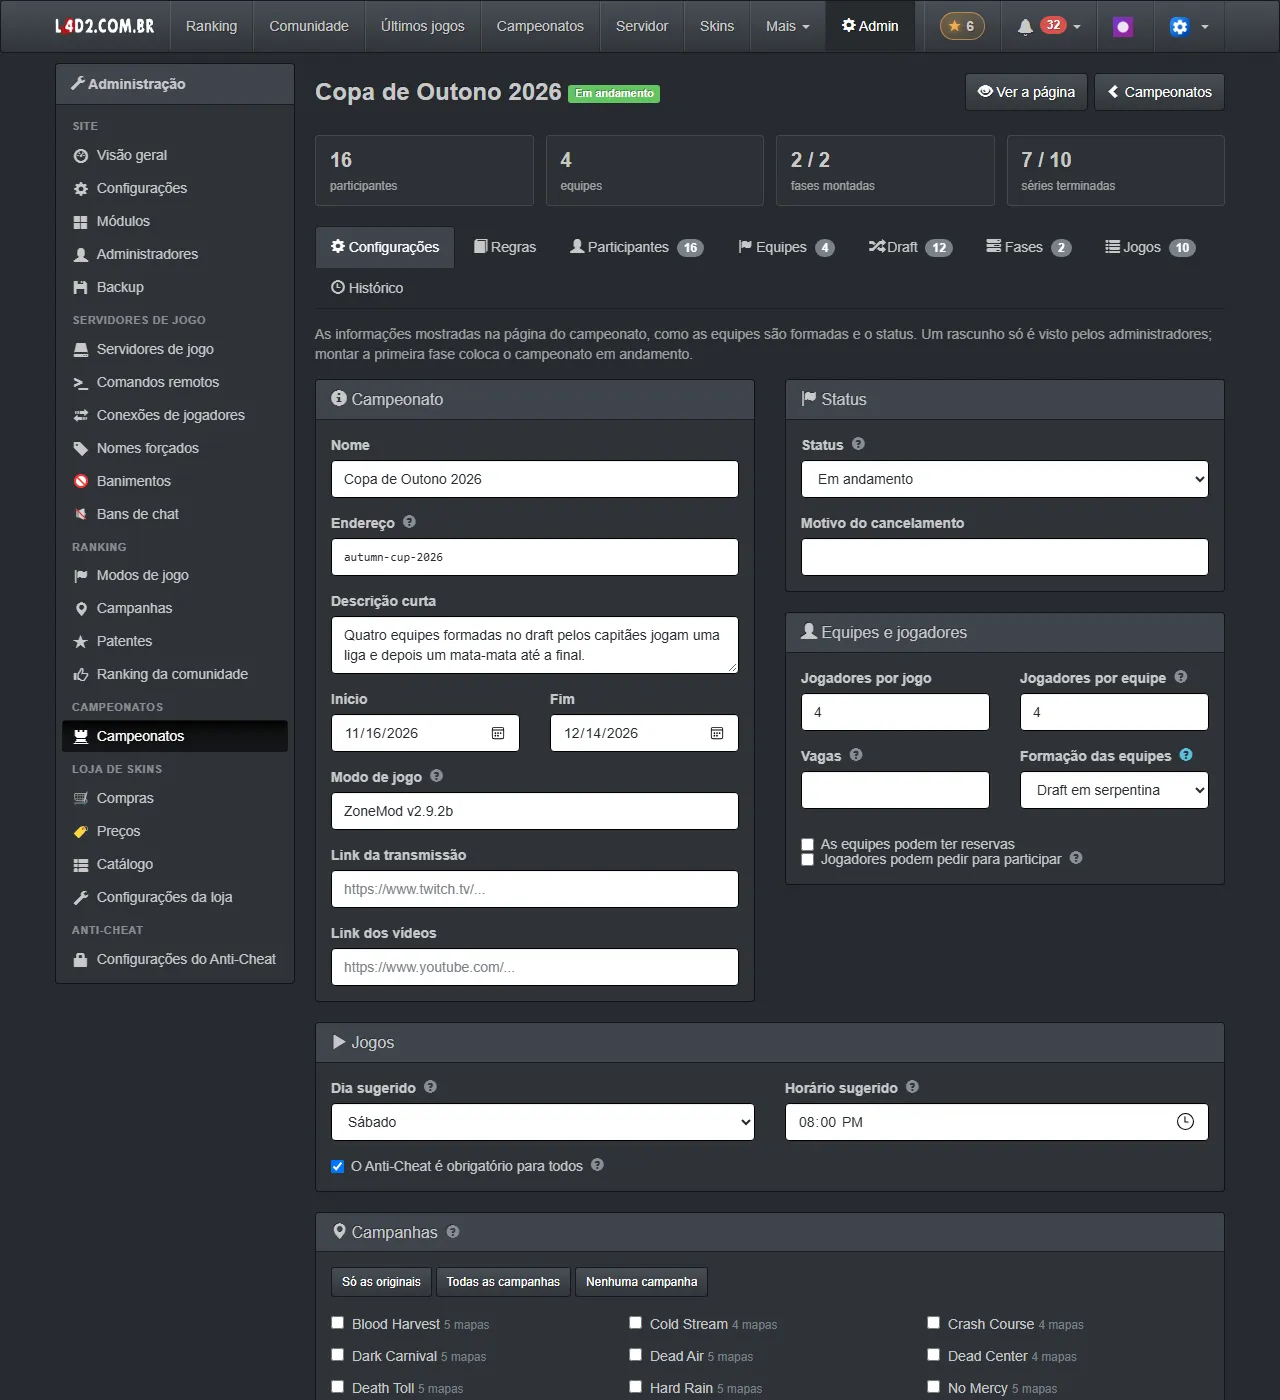 L4D2.COM.BR Ranking Comunidade Últimos jogos Campeonatos Servidor Skins Mais Admin 6 32
Administração
SITE
Visão geral
Configurações
Módulos
Administradores
Backup
SERVIDORES DE JOGO
Servidores de jogo
Comandos remotos
Conexões de jogadores
Nomes forçados
Banimentos
Bans de chat
RANKING
Modos de jogo
Campanhas
Patentes
Ranking da comunidade
CAMPEONATOS
Campeonatos
LOJA DE SKINS
Compras
Preços
Catálogo
Configurações da loja
ANTI-CHEAT
Configurações do Anti-Cheat
Copa de Outono 2026 Em andamento
Ver a página Campeonatos
16 4 2 / 2 7 / 10
participantes equipes fases montadas séries terminadas
Configurações Regras Participantes 16 Equipes 4 Draft 12 Fases 2 Jogos 10
Histórico
As informações mostradas na página do campeonato, como as equipes são formadas e o status. Um rascunho só é visto pelos administradores;
montar a primeira fase coloca o campeonato em andamento.
Campeonato
Nome
Copa de Outono 2026
Endereço
autumn-cup-2026
Descrição curta
Quatro equipes formadas no draft pelos capitães jogam uma
liga e depois um mata-mata até a final.
Início Fim
11/16/2026 12/14/2026
Modo de jogo
ZoneMod v2.9.2b
Link da transmissão
https://www.twitch.tv/...
Link dos vídeos
https://www.youtube.com/...
Status
Status
Em andamento
Motivo do cancelamento
Equipes e jogadores
Jogadores por jogo Jogadores por equipe
4 4
Vagas Formação das equipes
Draft em serpentina
As equipes podem ter reservas
Jogadores podem pedir para participar
Jogos
Dia sugerido Horário sugerido
Sábado 08:00 PM
O Anti-Cheat é obrigatório para todos
Campanhas
Só as originais Todas as campanhas Nenhuma campanha
Blood Harvest 5 mapas Cold Stream 4 mapas Crash Course 4 mapas
Dark Carnival 5 mapas Dead Air 5 mapas Dead Center 4 mapas
Death Toll 5 mapas Hard Rain 5 mapas No Mercy 5 mapas